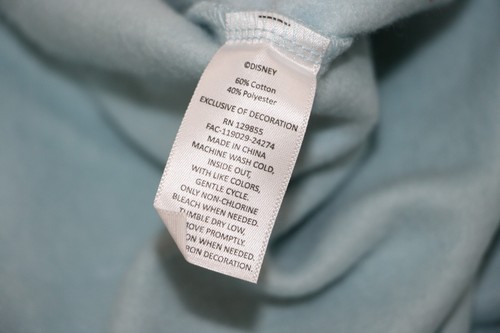 ©DISNEY
60% Cotton
40% Polyester
EXCLUSIVE OF DECORATION
RN 129855
FAC-119029-24274
MADE IN CHINA
MACHINE WASH COLD,
INSIDE OUT,
WITH LIKE COLORS,
GENTLE CYCLE.
ONLY NON-CHLORINE
BLEACH WHEN NEEDED.
TUMBLE DRY LOW,
PROMPTLY.
ON WHEN NEEDED.
DECORATION.